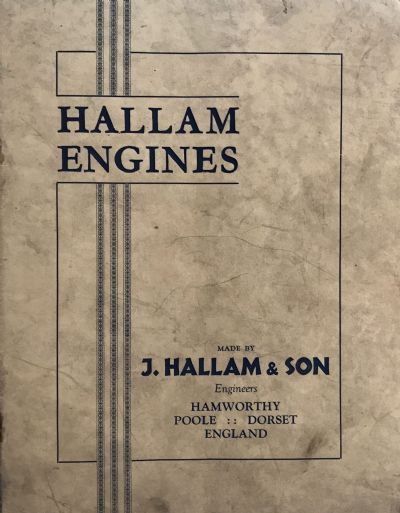 HALLAM
ENGINES
MADE BY
J. HALLAM & SON
Engineers
HAMWORTHY
POOLE :: DORSET
ENGLAND